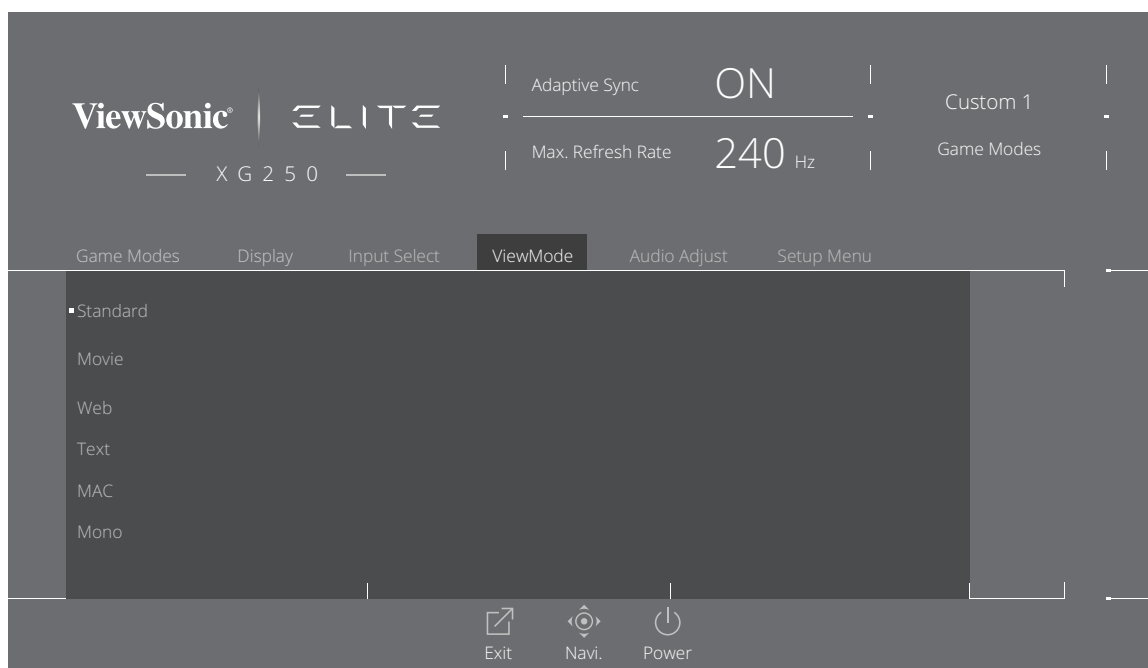 ViewSonic® ELITE
XG250
Adaptive Sync ON
Max. Refresh Rate 240 Hz
Custom 1
Game Modes
Game Modes Display Input Select ViewMode Audio Adjust Setup Menu
Standard
Movie
Web
Text
MAC
Mono
Exit Navi. Power